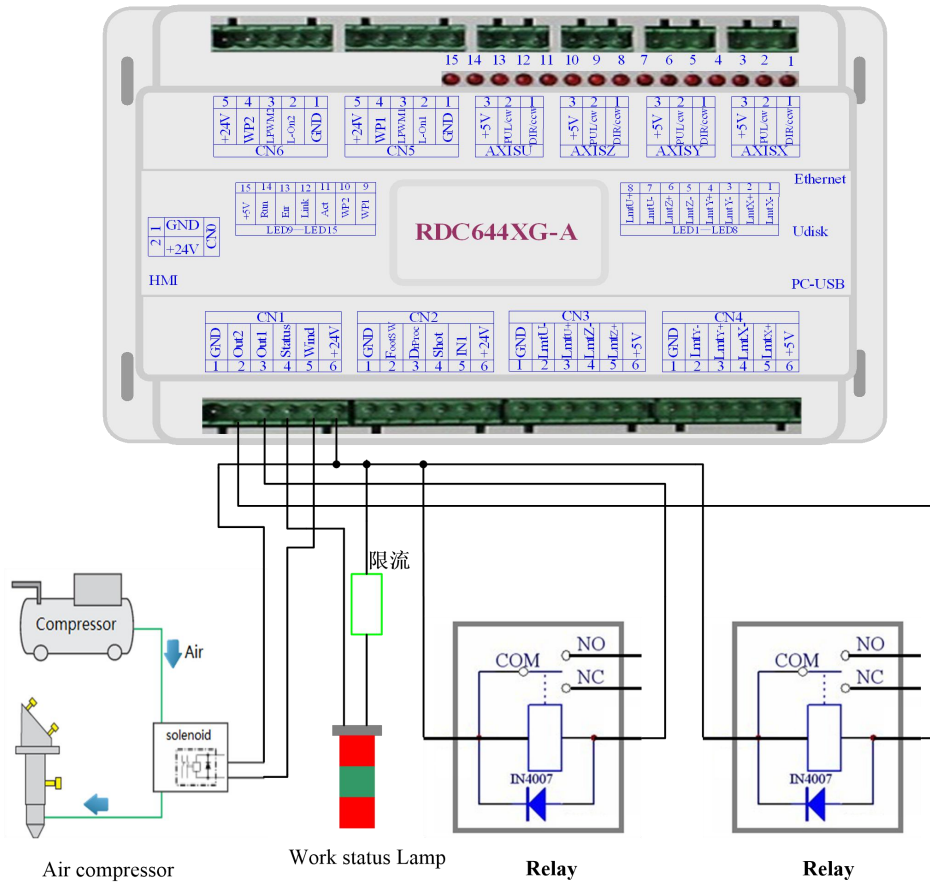 15 14 13 12 11 10 9 8 7 6 5 4 3 2 1
5 4 3 2 1
+24V WP2 LPWM2 L-On2 GND
CN6
5 4 3 2 1
+24V WP1 LPWM1 L-On1 GND
CN5
3 2 1
+5V PUL/cw DIR/ccw
AXISU
3 2 1
+5V PUL/cw DIR/ccw
AXISZ
3 2 1
+5V PUL/cw DIR/ccw
AXISY
3 2 1
+5V PUL/cw DIR/ccw
AXISX
Ethernet
15 14 13 12 11 10 9
+5V Run Err Link Act WP2 WP1
LED9—LED15
RDC644XG-A
8 7 6 5 4 3 2 1
LmtU+ LmtU- LmtZ+ LmtZ- LmtY+ LmtY- LmtX+ LmtX-
LED1—LED8
Udisk
1 GND
2 +24V
CN0
HMI
PC-USB
CN1
GND Out2 Out1 Status Wind +24V
1 2 3 4 5 6
CN2
GND FootSW DrProc Shot IN1 +24V
1 2 3 4 5 6
CN3
GND LmtU- LmtU+ LmtZ- LmtZ+ +5V
1 2 3 4 5 6
CN4
GND LmtY- LmtY+ LmtX- LmtX+ +5V
1 2 3 4 5 6
限流
Compressor
Air
solenoid
NO
COM
NC
IN4007
NO
COM
NC
IN4007
Air compressor
Work status Lamp
Relay
Relay